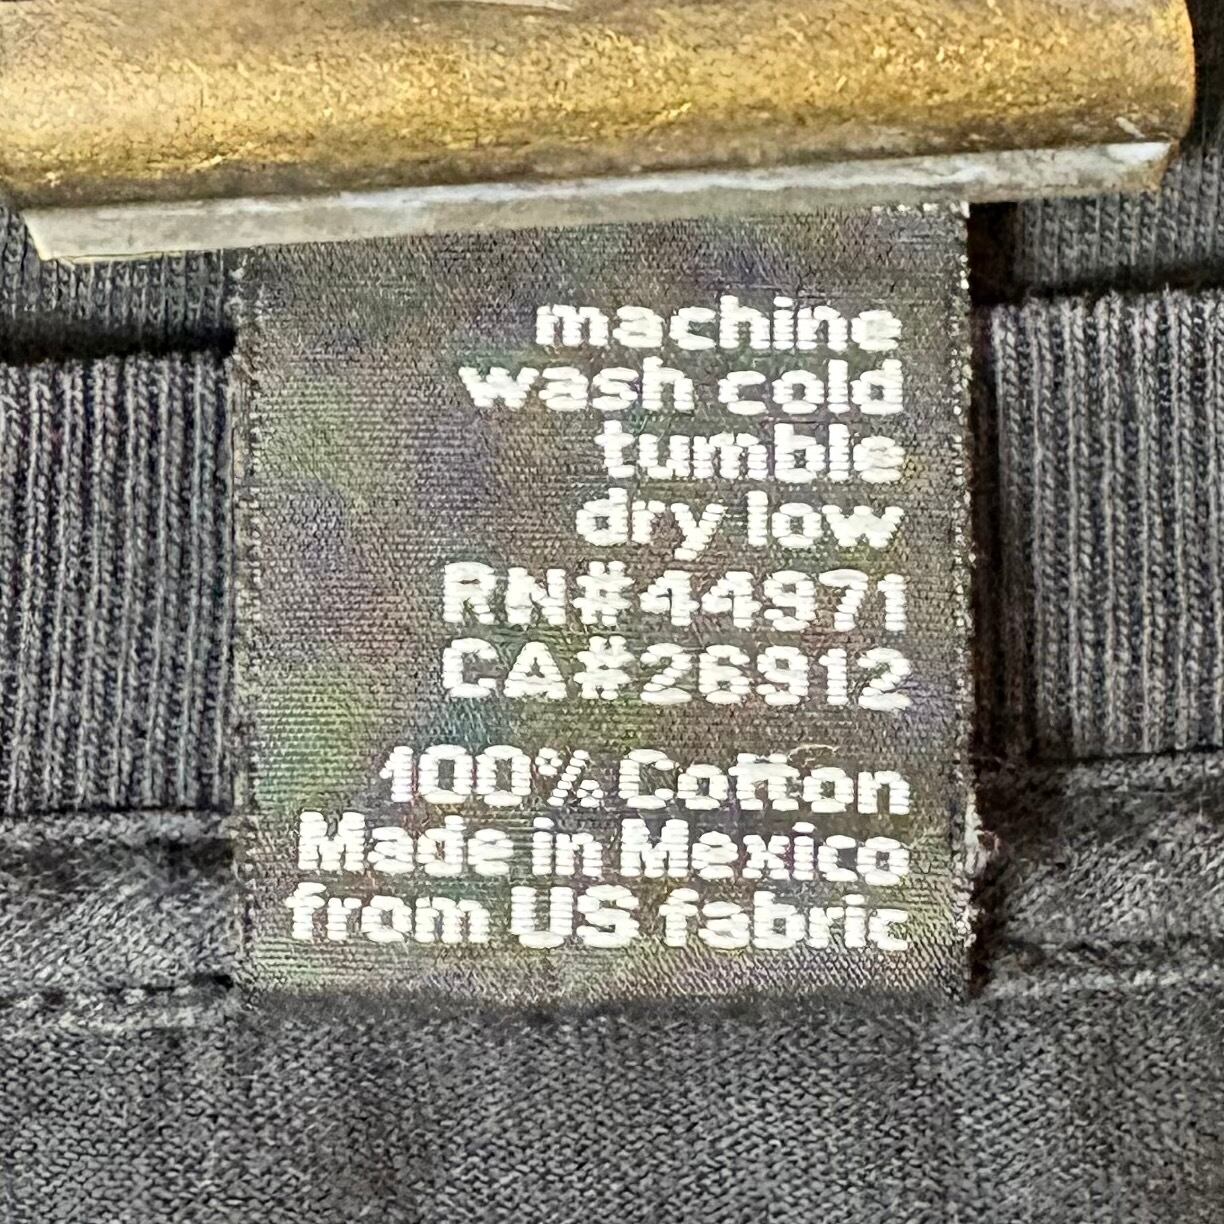 machine
wash cold
tumble
dry low
RN#44971
CA#26912
100% Cotton
Made in Mexico
from US fabric